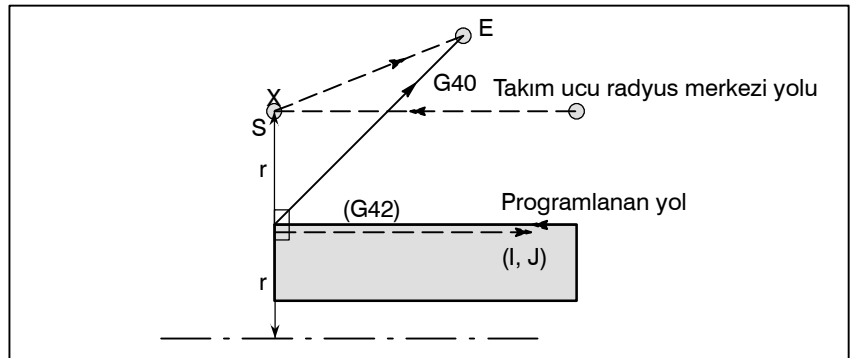 E
G40
Takım ucu radyus merkezi yolu
X
S
r
(G42)
Programlanan yol
(I, J)
r